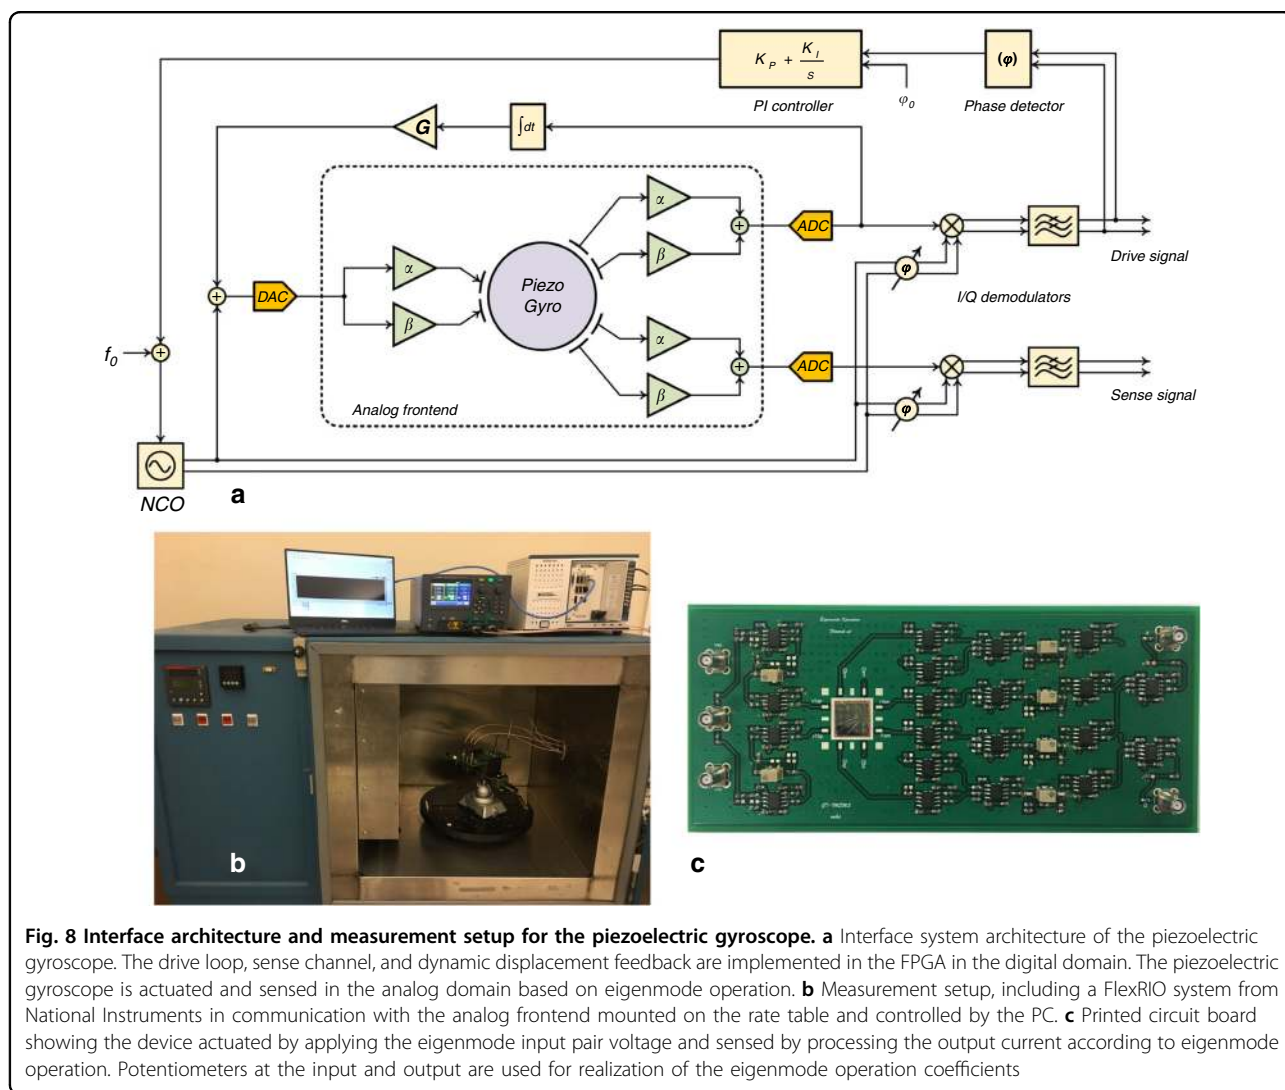 K_P + K_I / s
(φ)
PI controller
φ_0
Phase detector
G
∫dt
α
β
ADC
φ
Drive signal
I/Q demodulators
α
β
Piezo
Gyro
DAC
f_0
α
β
ADC
φ
Sense signal
Analog frontend
NCO
a
b
c
Fig. 8 Interface architecture and measurement setup for the piezoelectric gyroscope. a Interface system architecture of the piezoelectric
gyroscope. The drive loop, sense channel, and dynamic displacement feedback are implemented in the FPGA in the digital domain. The piezoelectric
gyroscope is actuated and sensed in the analog domain based on eigenmode operation. b Measurement setup, including a FlexRIO system from
National Instruments in communication with the analog frontend mounted on the rate table and controlled by the PC. c Printed circuit board
showing the device actuated by applying the eigenmode input pair voltage and sensed by processing the output current according to eigenmode
operation. Potentiometers at the input and output are used for realization of the eigenmode operation coefficients